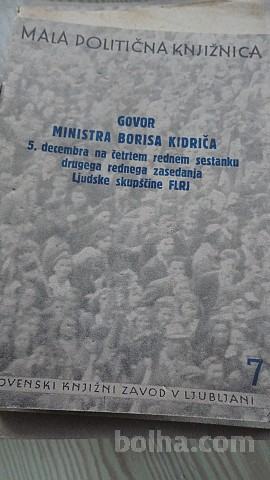 MALA POLITIČNA KNJIŽNICA
GOVOR
MINISTRA BORISA KIDRIČA
5. decembra na četrtem rednem sestanku
drugega rednega zasedanja
Ljudske skupščine FLRJ
7
OVENSKI KNJIŽNI ZAVOD V LJUBLJANI
bolha.com